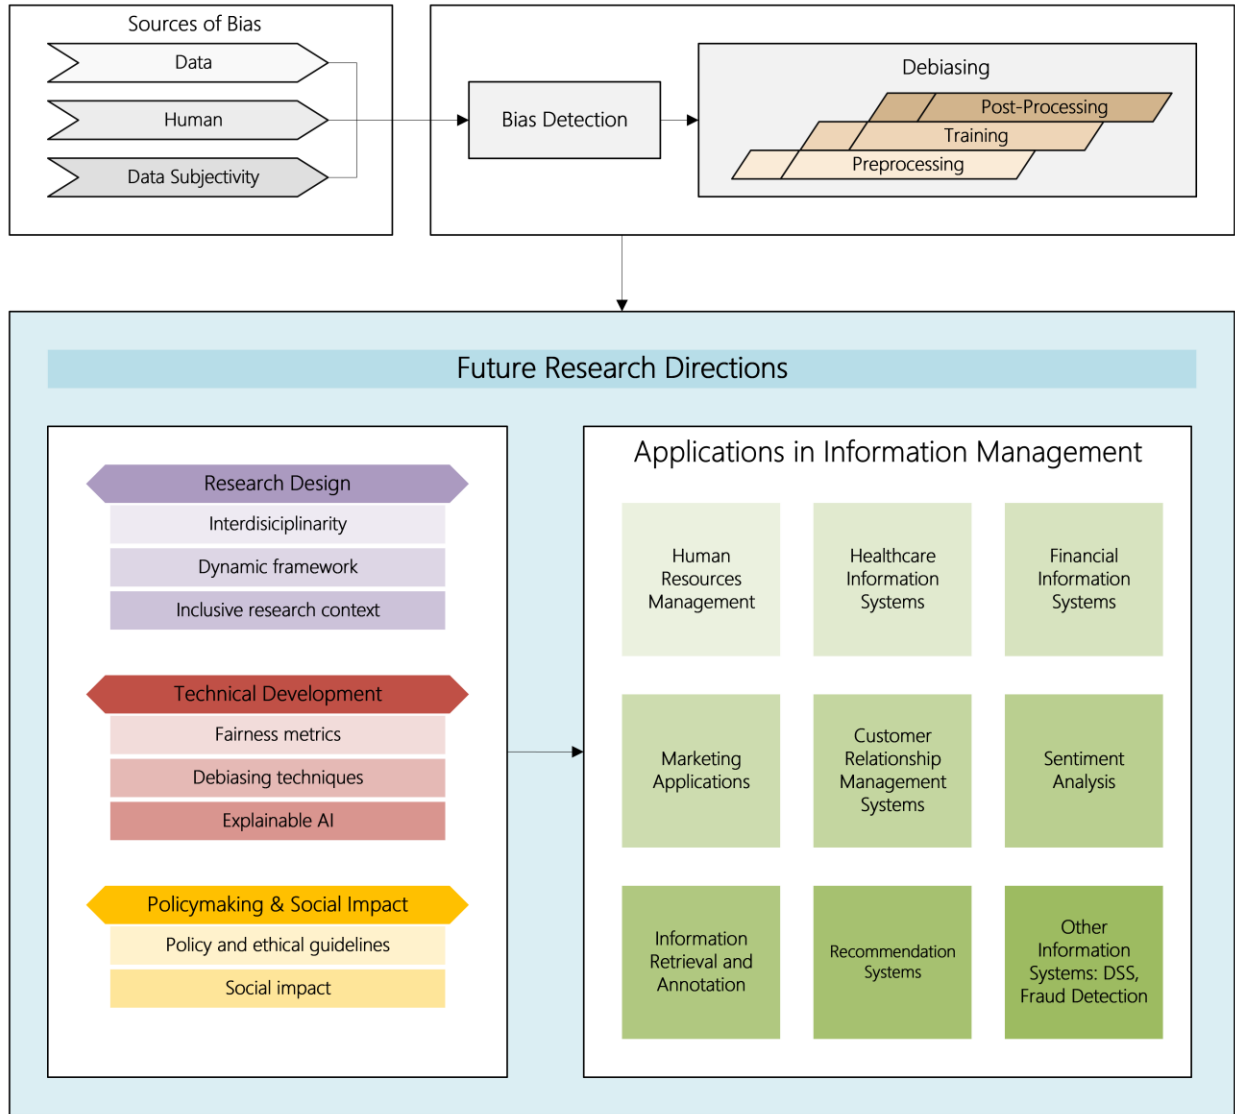 Sources of Bias
Data
Human
Data Subjectivity
Bias Detection
Debiasing
Post-Processing
Training
Preprocessing
Future Research Directions
Research Design
Interdisiciplinarity
Dynamic framework
Inclusive research context
Technical Development
Fairness metrics
Debiasing techniques
Explainable AI
Policymaking & Social Impact
Policy and ethical guidelines
Social impact
Applications in Information Management
Human
Resources
Management
Healthcare
Information
Systems
Financial
Information
Systems
Marketing
Applications
Customer
Relationship
Management
Systems
Sentiment
Analysis
Information
Retrieval and
Annotation
Recommendation
Systems
Other
Information
Systems: DSS,
Fraud Detection